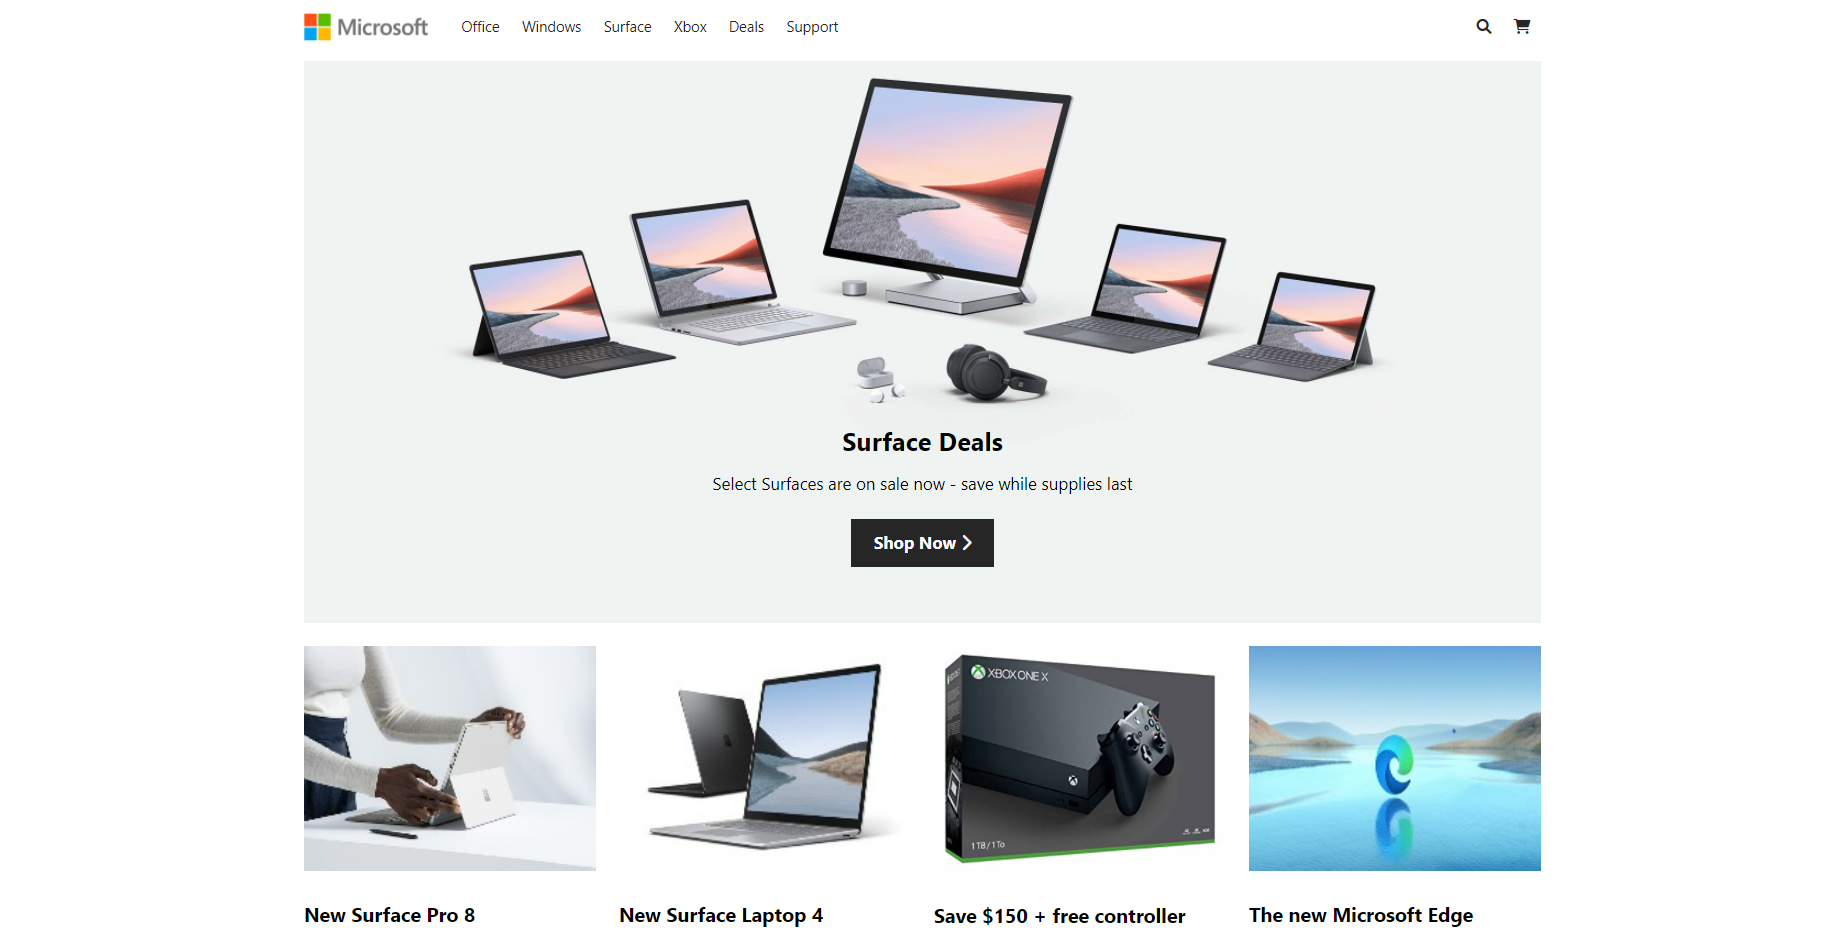 Microsoft Office Windows Surface Xbox Deals Support
Surface Deals
Select Surfaces are on sale now - save while supplies last
Shop Now
XBOX ONE X
1TB/1To
New Surface Pro 8
New Surface Laptop 4
Save $150 + free controller
The new Microsoft Edge